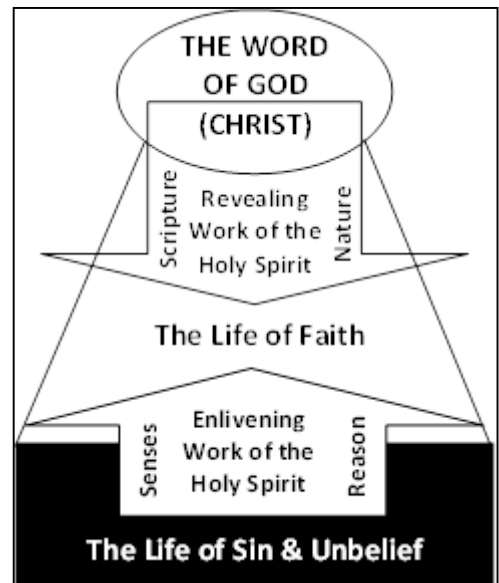 THE WORD
OF GOD
(CHRIST)
Scripture
Revealing
Work of the
Holy Spirit
Nature
The Life of Faith
Senses
Enlivening
Work of the
Holy Spirit
Reason
The Life of Sin & Unbelief